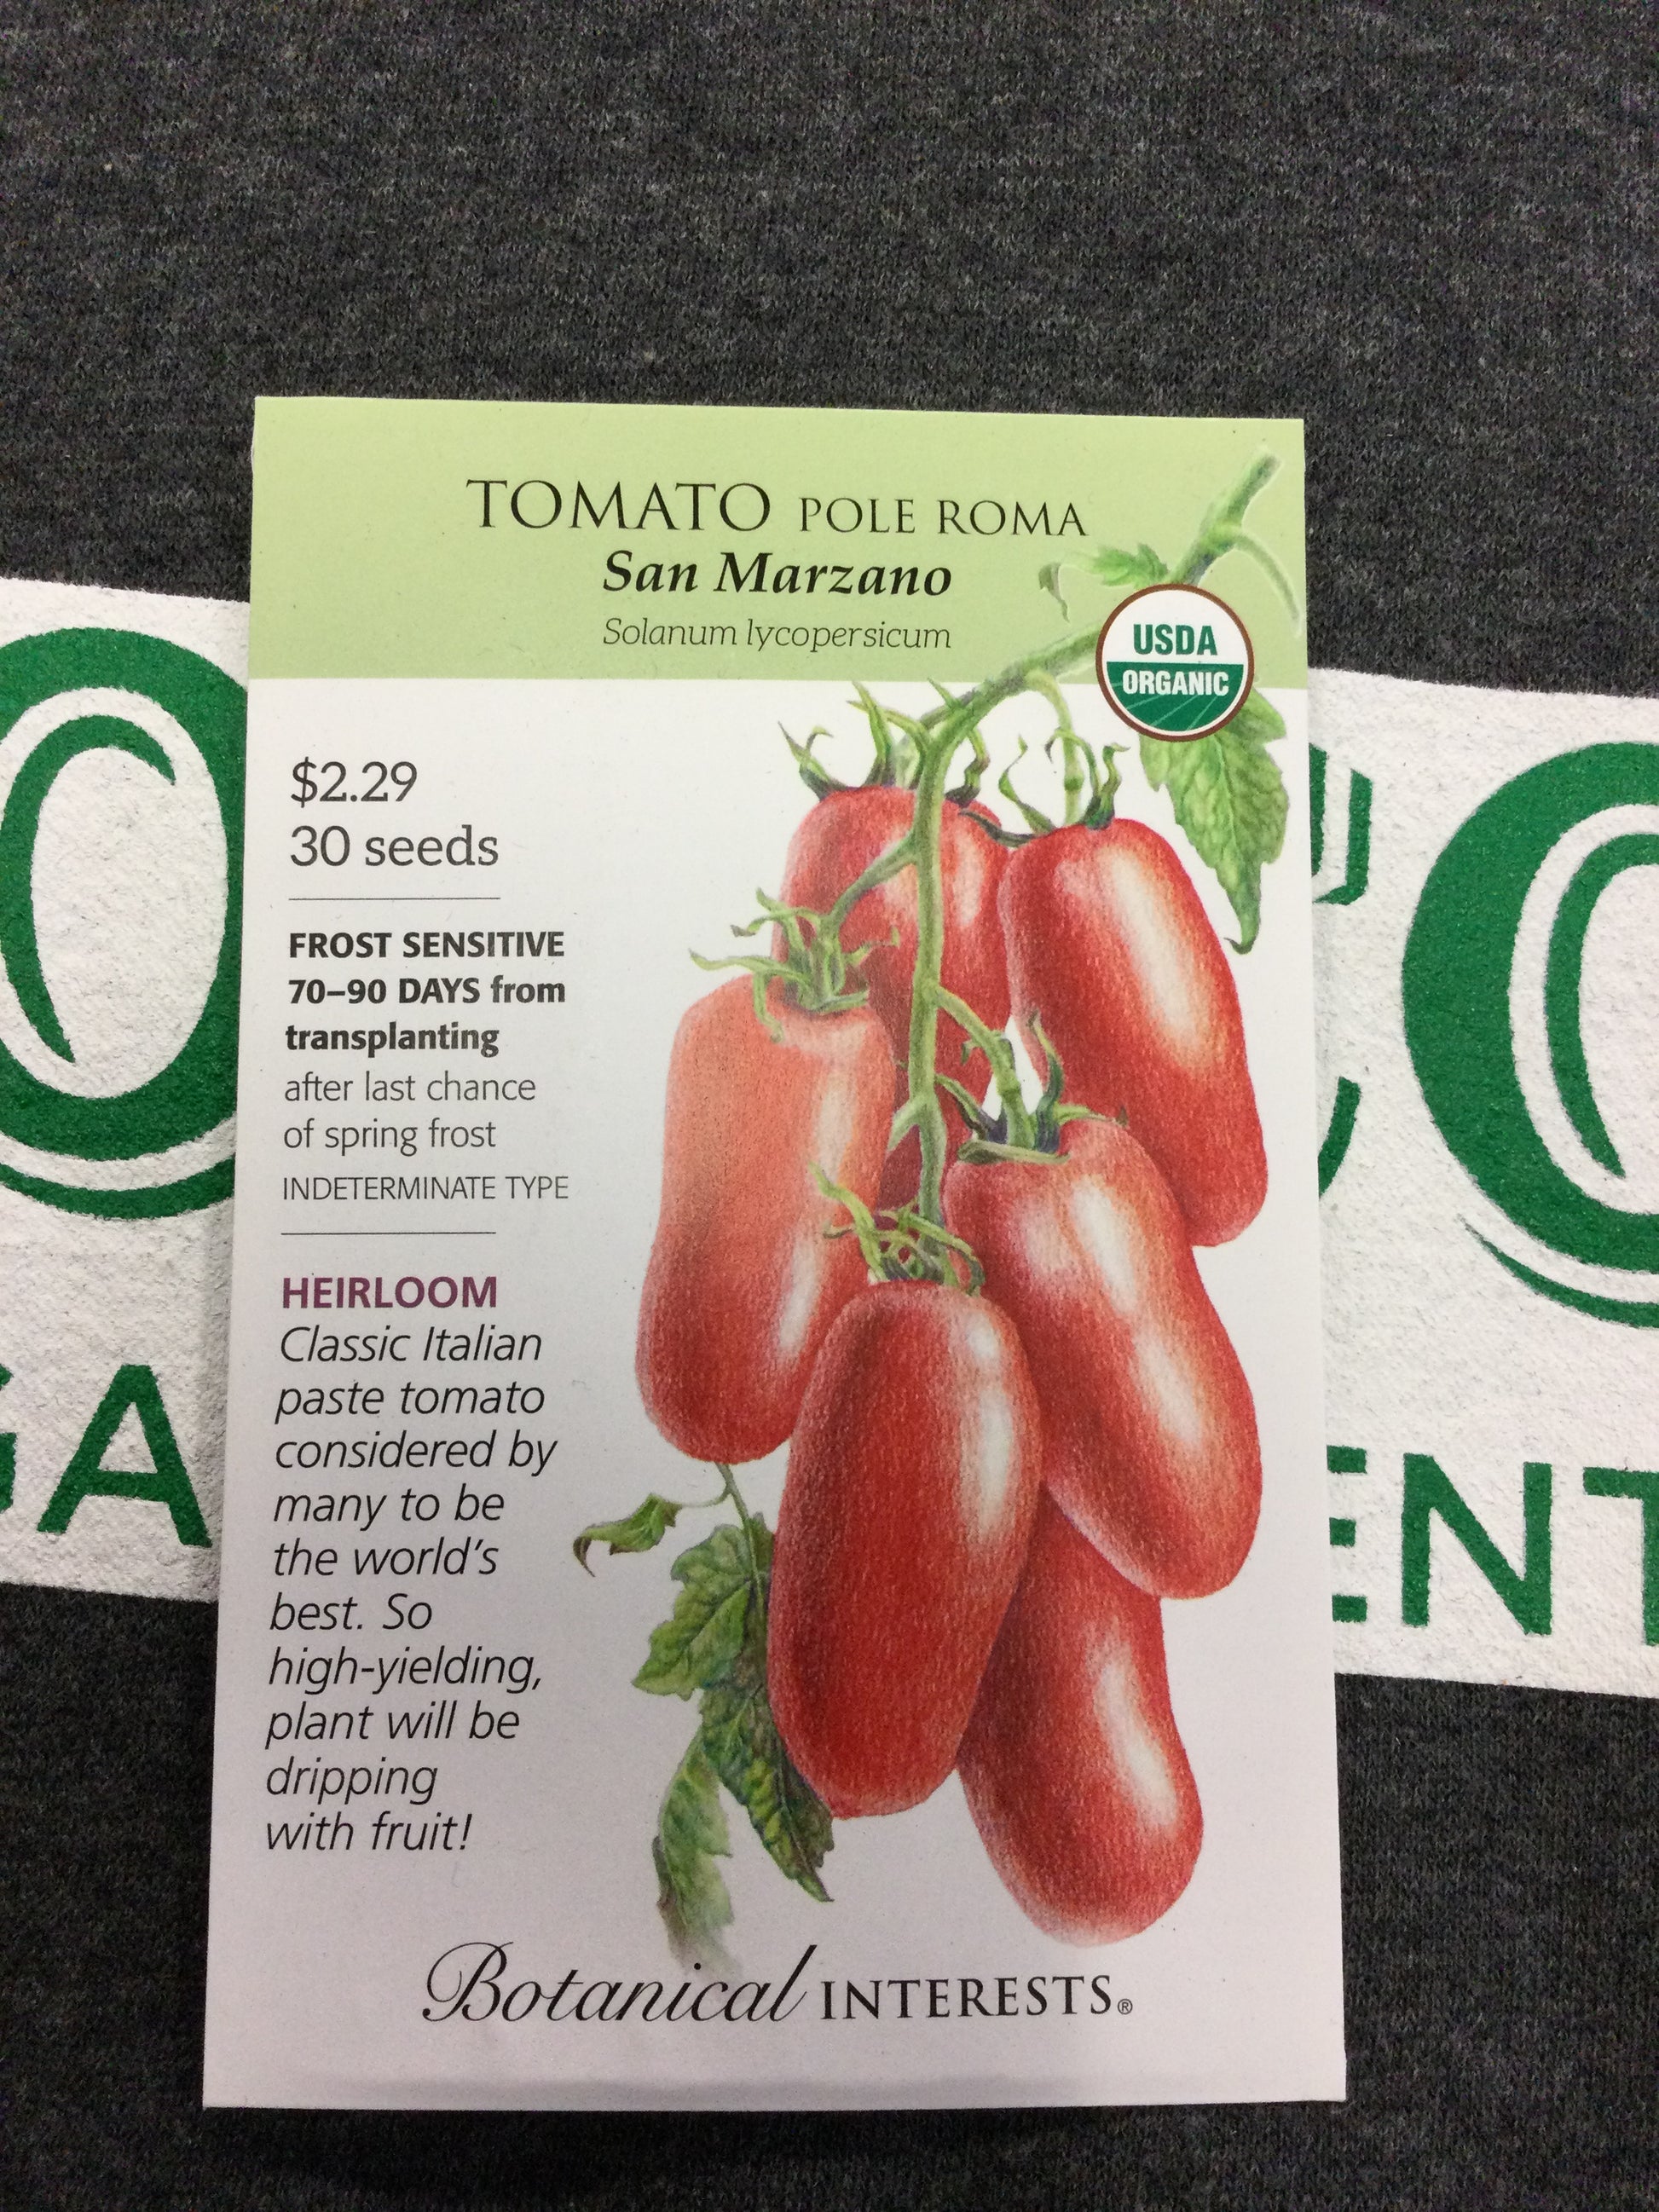 TOMATO POLE ROMA
San Marzano
Solanum lycopersicum
USDA
ORGANIC
$2.29
30 seeds
FROST SENSITIVE
70–90 DAYS from
transplanting
after last chance
of spring frost
INDETERMINATE TYPE
HEIRLOOM
Classic Italian
paste tomato
considered by
many to be
the world's
best. So
high-yielding,
plant will be
dripping
with fruit!
Botanical INTERESTS®
GA
ENT